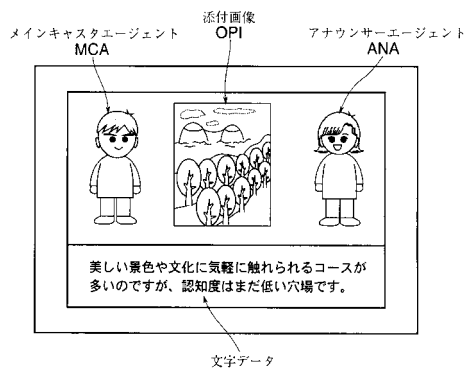 添付画像
OPI
メインキャスタエージェント
MCA
アナウンサーエージェント
ANA
美しい景色や文化に気軽に触れられるコースが
多いのですが、認知度はまだ低い穴場です。
文字データ